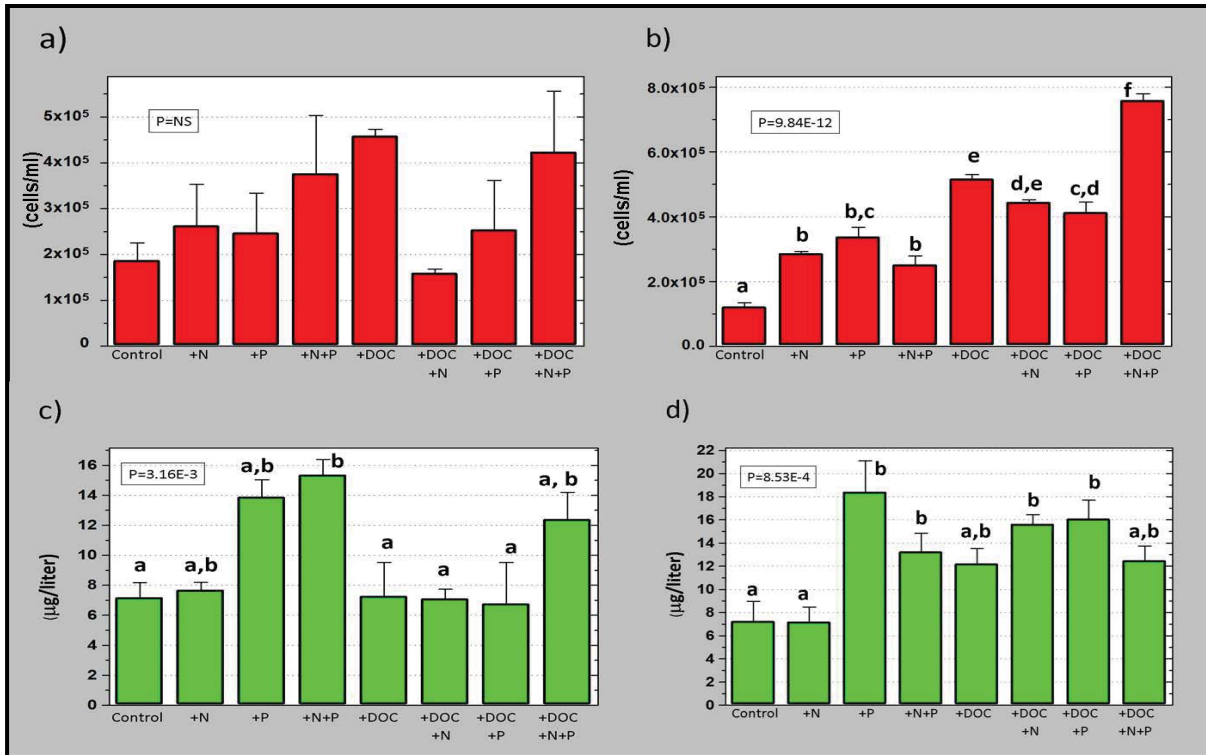 a)
P=NS
5x10⁵
4x10⁵
3x10⁵
2x10⁵
1x10⁵
0
(cells/ml)
Control +N +P +N+P +DOC +DOC +DOC +DOC
+N +P +N+P
b)
P=9.84E-12
8.0x10⁵
6.0x10⁵
4.0x10⁵
2.0x10⁵
0.0
(cells/ml)
a b b,c b e d,e c,d f
Control +N +P +N+P +DOC +DOC +DOC +DOC
+N +P +N+P
c)
P=3.16E-3
16
14
12
10
8
6
4
2
0
(µg/liter)
a a,b a,b b a a a a, b
Control +N +P +N+P +DOC +DOC +DOC +DOC
+N +P +N+P
d)
P=8.53E-4
22
20
18
16
14
12
10
8
6
4
2
0
(µg/liter)
a a b b a,b b b a,b
Control +N +P +N+P +DOC +DOC +DOC +DOC
+N +P +N+P